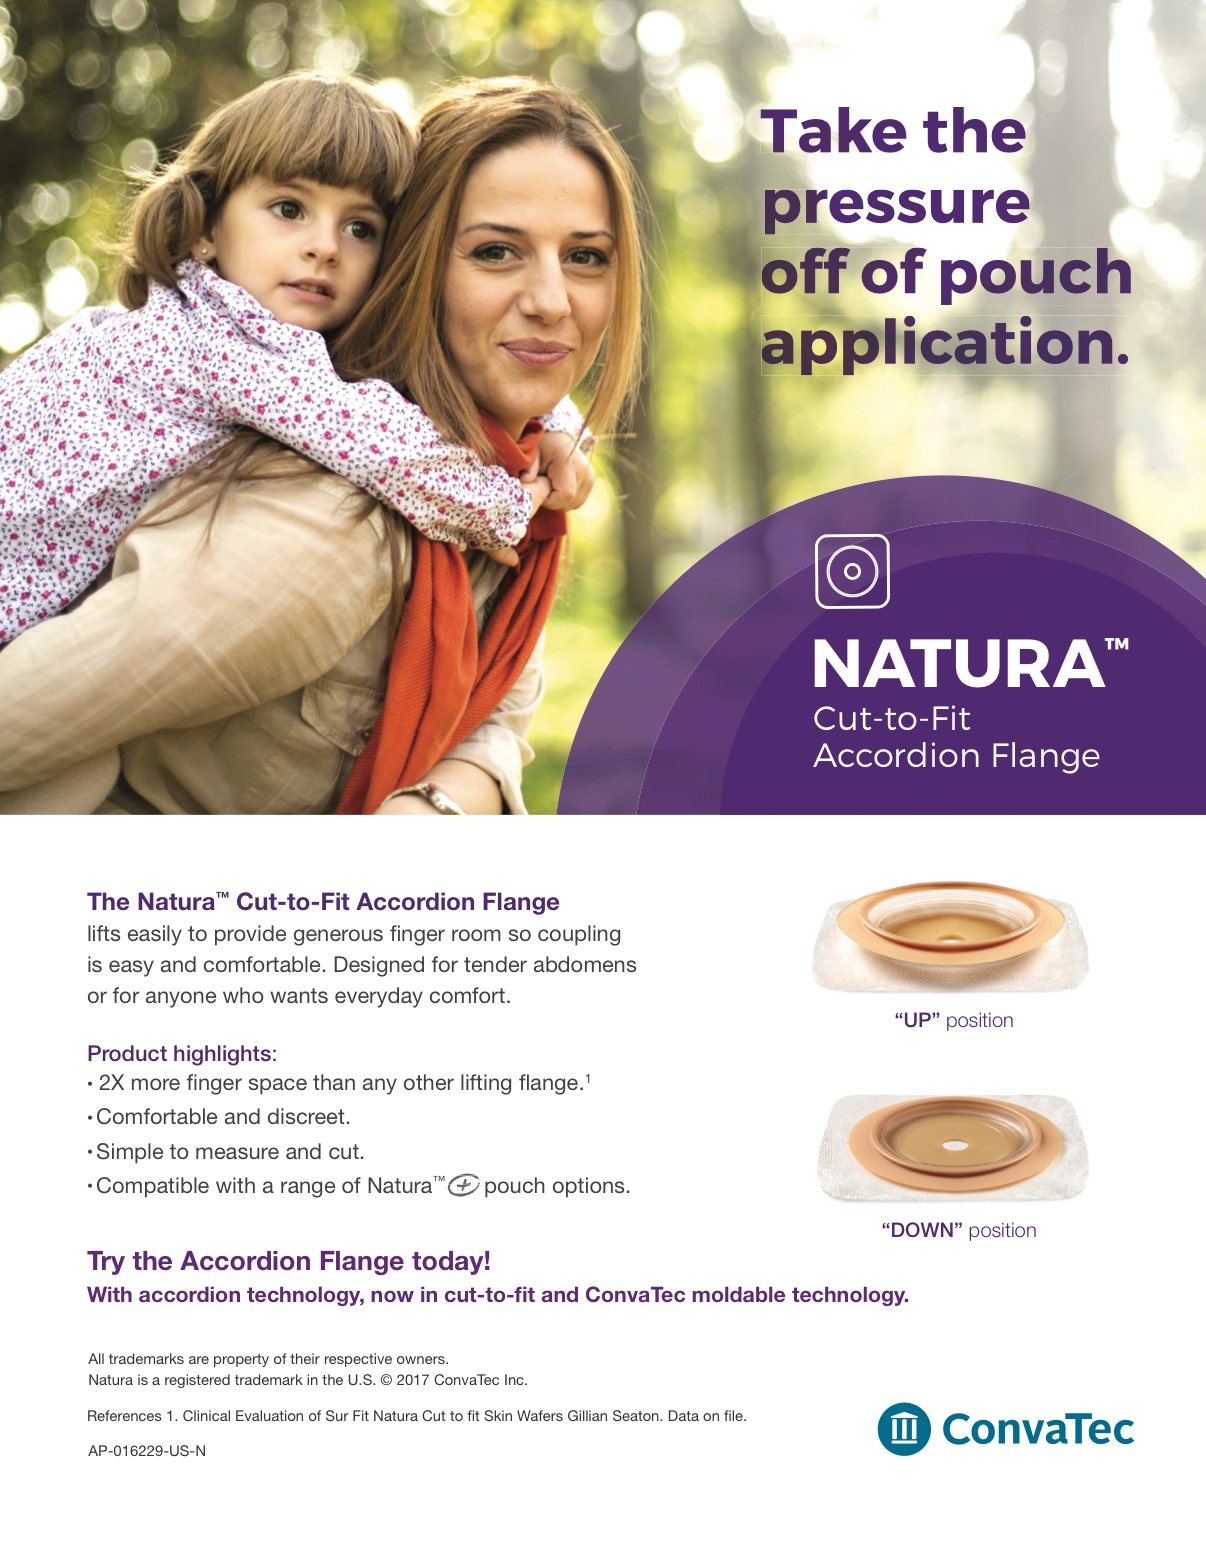 Take the
pressure
off of pouch
application.
NATURA™
Cut-to-Fit
Accordion Flange
The Natura™ Cut-to-Fit Accordion Flange
lifts easily to provide generous finger room so coupling
is easy and comfortable. Designed for tender abdomens
or for anyone who wants everyday comfort.
Product highlights:
• 2X more finger space than any other lifting flange.¹
• Comfortable and discreet.
• Simple to measure and cut.
• Compatible with a range of Natura™ + pouch options.
“UP” position
“DOWN” position
Try the Accordion Flange today!
With accordion technology, now in cut-to-fit and ConvaTec moldable technology.
All trademarks are property of their respective owners.
Natura is a registered trademark in the U.S. © 2017 ConvaTec Inc.
References 1. Clinical Evaluation of Sur Fit Natura Cut to fit Skin Wafers Gillian Seaton. Data on file.
AP-016229-US-N
ConvaTec